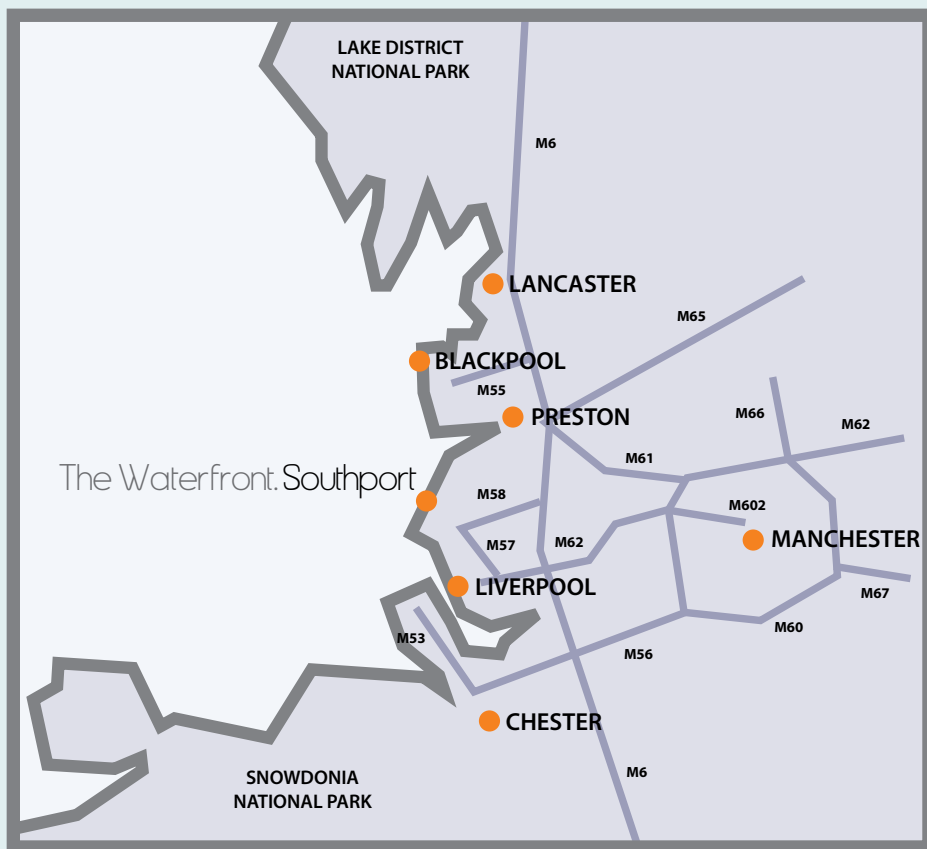 LAKE DISTRICT
NATIONAL PARK
M6
LANCASTER
M65
BLACKPOOL
M55
PRESTON
M66
M62
M61
The Waterfront. Southport
M58
M602
M57
M62
MANCHESTER
LIVERPOOL
M67
M60
M53
M56
CHESTER
M6
SNOWDONIA
NATIONAL PARK